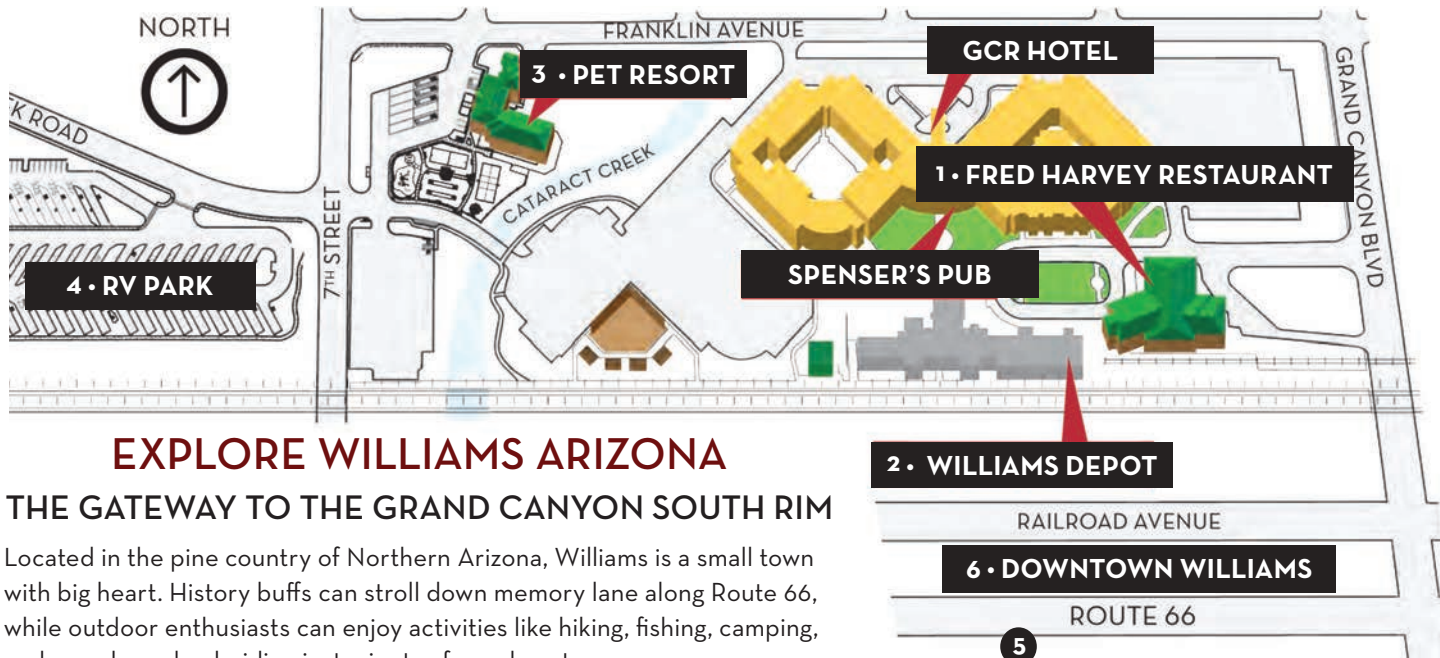 NORTH
FRANKLIN AVENUE
GCR HOTEL
3 • PET RESORT
GRAND CANYON BLVD
K ROAD
CATARACT CREEK
1 • FRED HARVEY RESTAURANT
7TH STREET
4 • RV PARK
SPENSER'S PUB
EXPLORE WILLIAMS ARIZONA
THE GATEWAY TO THE GRAND CANYON SOUTH RIM
Located in the pine country of Northern Arizona, Williams is a small town
with big heart. History buffs can stroll down memory lane along Route 66,
while outdoor enthusiasts can enjoy activities like hiking, fishing, camping,
2 • WILLIAMS DEPOT
RAILROAD AVENUE
6 • DOWNTOWN WILLIAMS
ROUTE 66
5